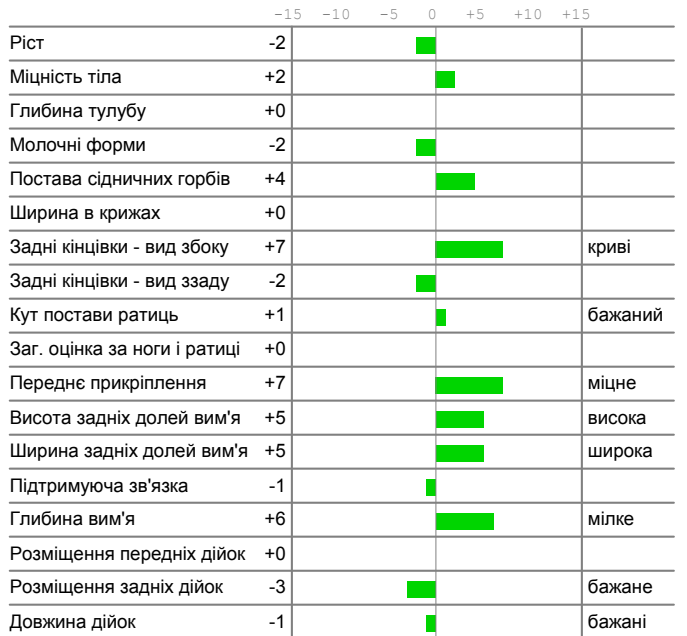 -15 -10 -5 0 +5 +10 +15
Ріст -2
Міцність тіла +2
Глибина тулубу +0
Молочні форми -2
Постава сідничних горбів +4
Ширина в крижах +0
Задні кінцівки - вид збоку +7 криві
Задні кінцівки - вид ззаду -2
Кут постави ратиць +1 бажаний
Заг. оцінка за ноги і ратиці +0
Переднє прикріплення +7 міцне
Висота задніх долей вим'я +5 висока
Ширина задніх долей вим'я +5 широка
Підтримуюча зв'язка -1
Глибина вим'я +6 мілке
Розміщення передніх дійок +0
Розміщення задніх дійок -3 бажане
Довжина дійок -1 бажані